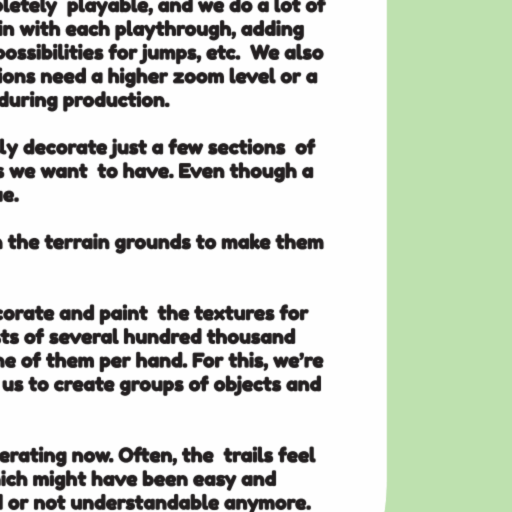 pletely playable, and we do a lot of
in with each playthrough, adding
possibilities for jumps, etc. We also
ions need a higher zoom level or a
during production.
ly decorate just a few sections of
s we want to have. Even though a
ue.
the terrain grounds to make them
corate and paint the textures for
sts of several hundred thousand
ne of them per hand. For this, we're
us to create groups of objects and
erating now. Often, the trails feel
ich might have been easy and
or not understandable anymore.